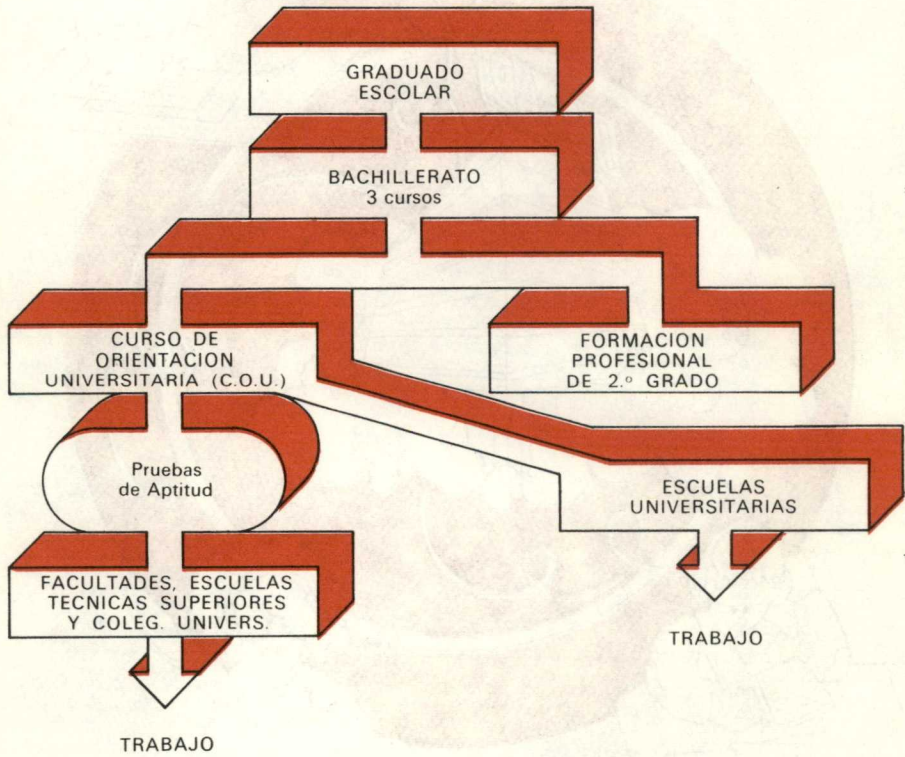 GRADUADO
ESCOLAR
BACHILLERATO
3 cursos
CURSO DE
ORIENTACION
UNIVERSITARIA (C.O.U.)
FORMACION
PROFESIONAL
DE 2.º GRADO
Pruebas
de Aptitud
ESCUELAS
UNIVERSITARIAS
FACULTADES, ESCUELAS
TECNICAS SUPERIORES
Y COLEG. UNIVERS.
TRABAJO
TRABAJO